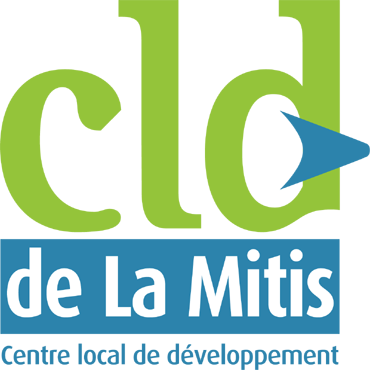 cld
de La Mitis
Centre local de développement